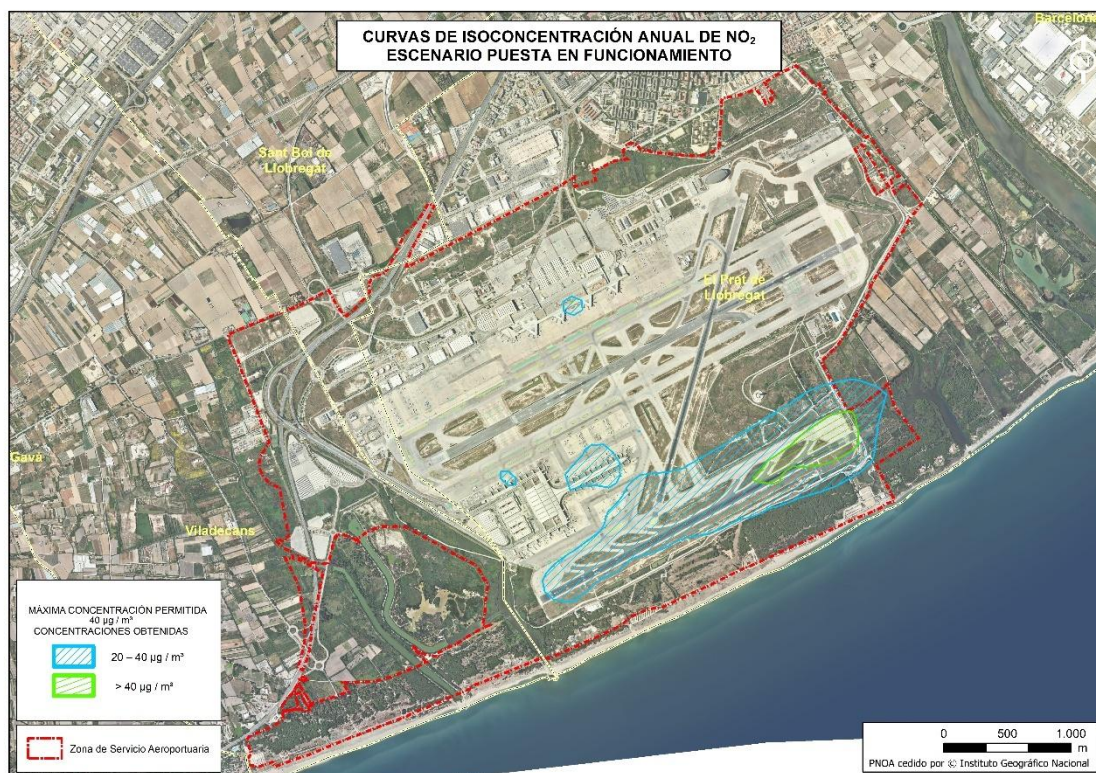 CURVAS DE ISOCONCENTRACIÓN ANUAL DE NO₂
ESCENARIO PUESTA EN FUNCIONAMIENTO
Barcelona
Sant Boi de
Llobregat
El Prat de
Llobregat
Gavà
Viladecans
MÁXIMA CONCENTRACIÓN PERMITIDA
40 µg / m³
CONCENTRACIONES OBTENIDAS
20 – 40 µg / m³
> 40 µg / m³
Zona de Servicio Aeroportuaria
0 500 1.000
m
PNOA cedido por © Instituto Geográfico Nacional